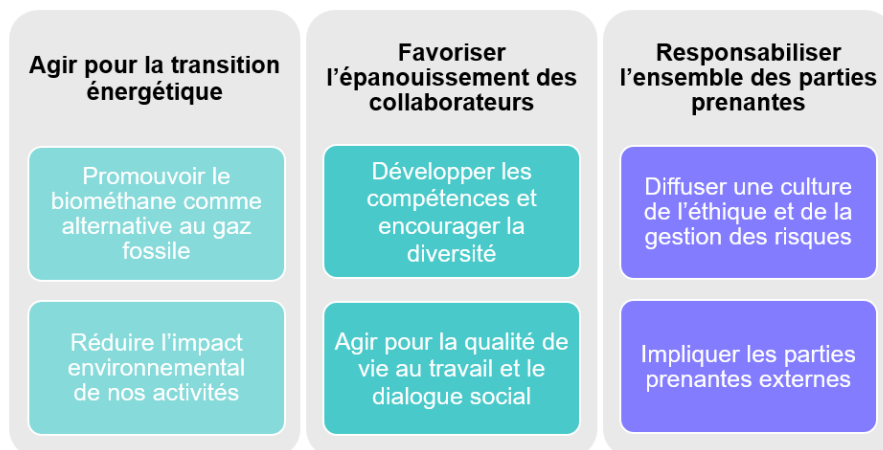 Agir pour la transition
énergétique
Promouvoir le
biométhane comme
alternative au gaz
fossile
Réduire l’impact
environnemental
de nos activités
Favoriser
l’épanouissement des
collaborateurs
Développer les
compétences et
encourager la
diversité
Agir pour la qualité de
vie au travail et le
dialogue social
Responsabiliser
l’ensemble des parties
prenantes
Diffuser une culture
de l’éthique et de la
gestion des risques
Impliquer les parties
prenantes externes